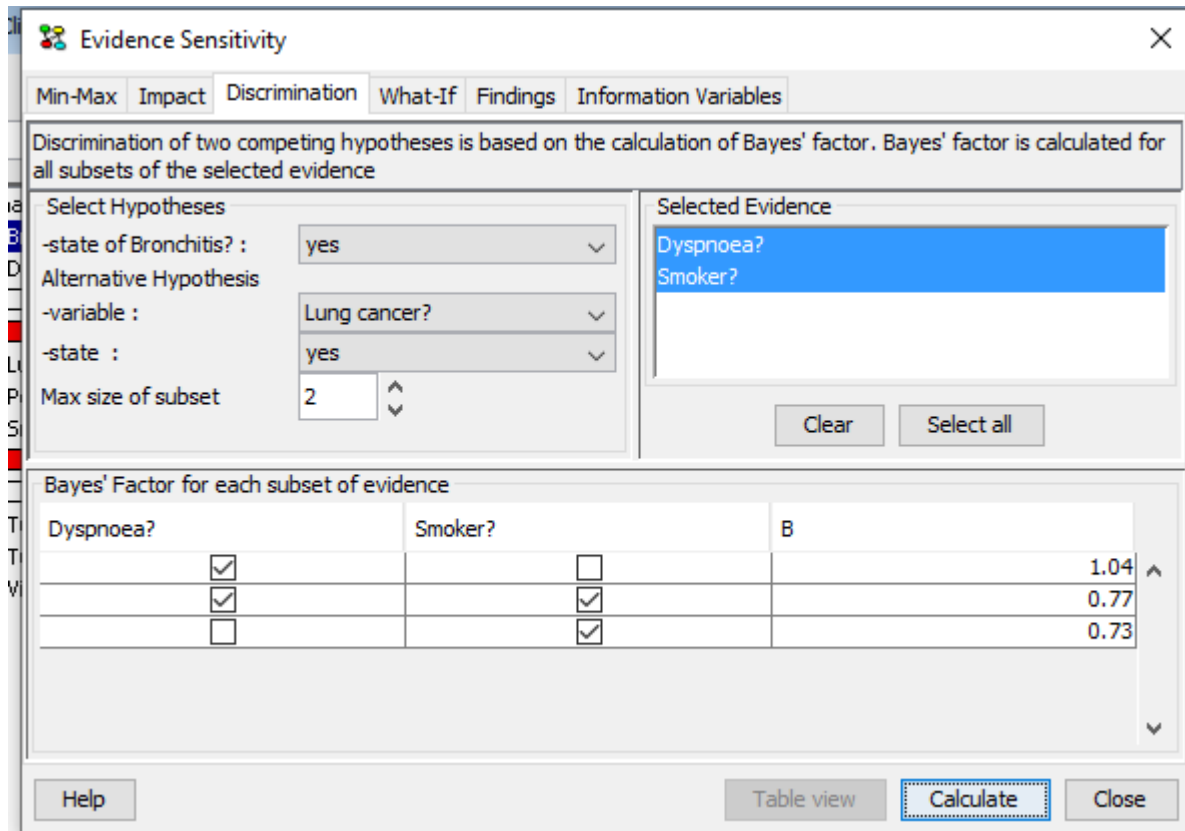 Evidence Sensitivity
Min-Max Impact Discrimination What-If Findings Information Variables
Discrimination of two competing hypotheses is based on the calculation of Bayes' factor. Bayes' factor is calculated for
all subsets of the selected evidence
Select Hypotheses
-state of Bronchitis? : yes
Alternative Hypothesis
-variable : Lung cancer?
-state : yes
Max size of subset 2
Selected Evidence
Dyspnoea?
Smoker?
Clear Select all
Bayes' Factor for each subset of evidence
Dyspnoea? Smoker? B
1.04
0.77
0.73
Help Table view Calculate Close